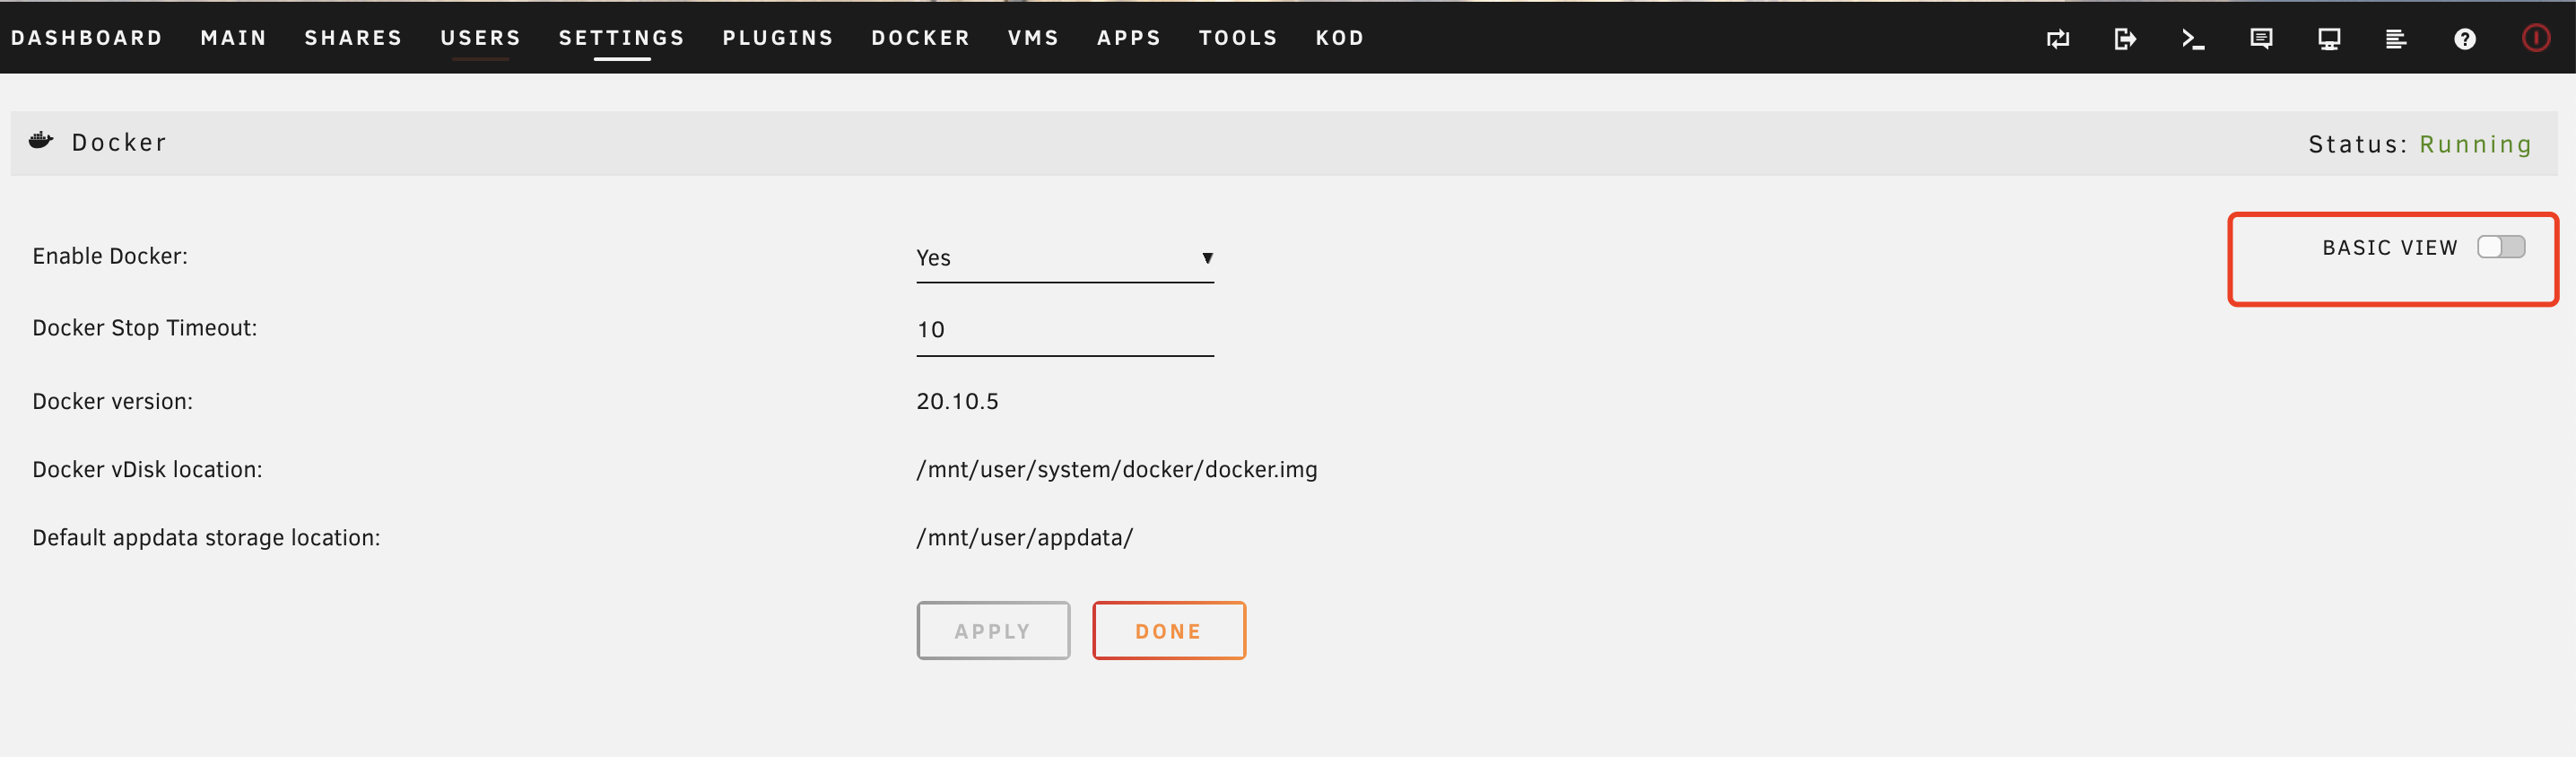 DASHBOARD MAIN SHARES USERS SETTINGS PLUGINS DOCKER VMS APPS TOOLS KOD
Docker Status: Running
BASIC VIEW
Enable Docker: Yes
Docker Stop Timeout: 10
Docker version: 20.10.5
Docker vDisk location: /mnt/user/system/docker/docker.img
Default appdata storage location: /mnt/user/appdata/
APPLY DONE